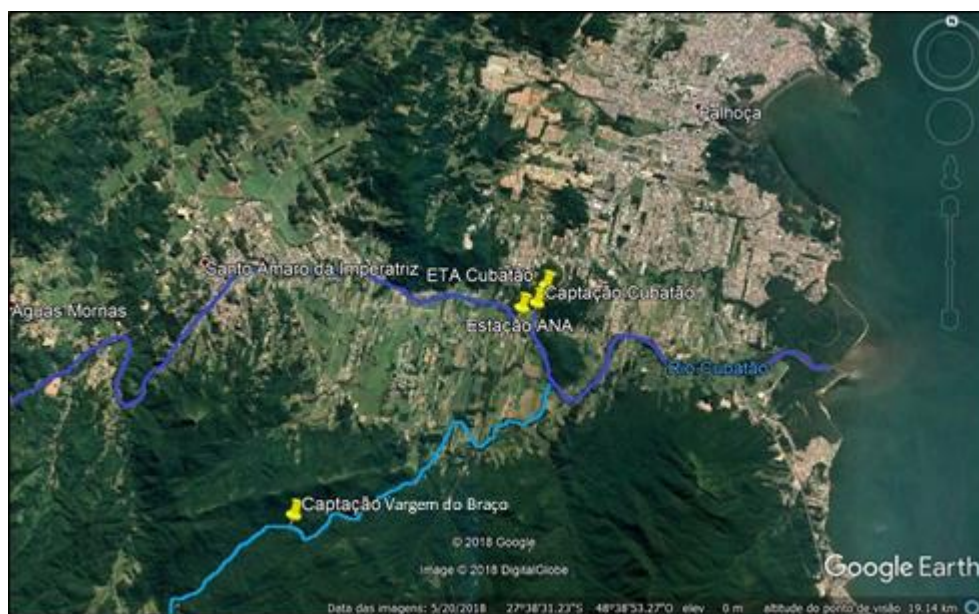 N
Palhoça
Santo Amaro da Imperatriz
ETA Cubatão
Captação Cubatão
Aguas Mornas
Estação ANA
Rio Cubatão
Captação Vargem do Braço
© 2018 Google
Image © 2018 DigitalGlobe
Google Earth
Data das imagens: 5/20/2018 27°38'31.23"S 48°38'53.27"O elev 0 m altitude do ponto de visão 19.14 km